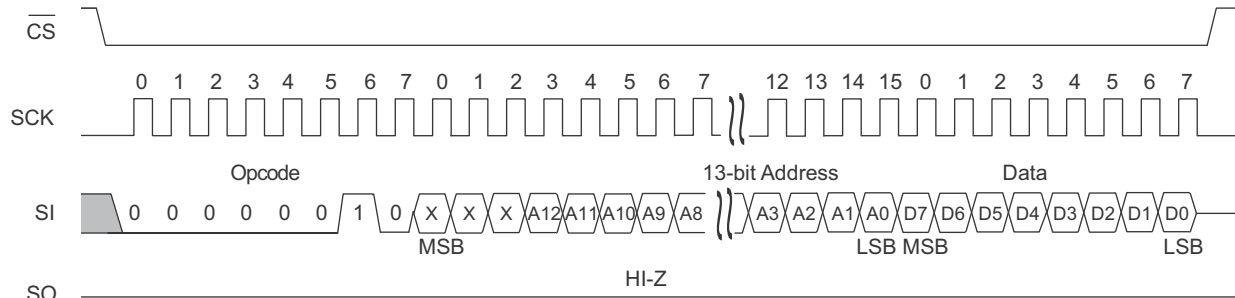 CS
0 1 2 3 4 5 6 7 0 1 2 3 4 5 6 7 12 13 14 15 0 1 2 3 4 5 6 7
SCK
Opcode 13-bit Address Data
SI 0 0 0 0 0 0 1 0 X X X A12 A11 A10 A9 A8 A3 A2 A1 A0 D7 D6 D5 D4 D3 D2 D1 D0
MSB LSB MSB LSB
HI-Z
SO